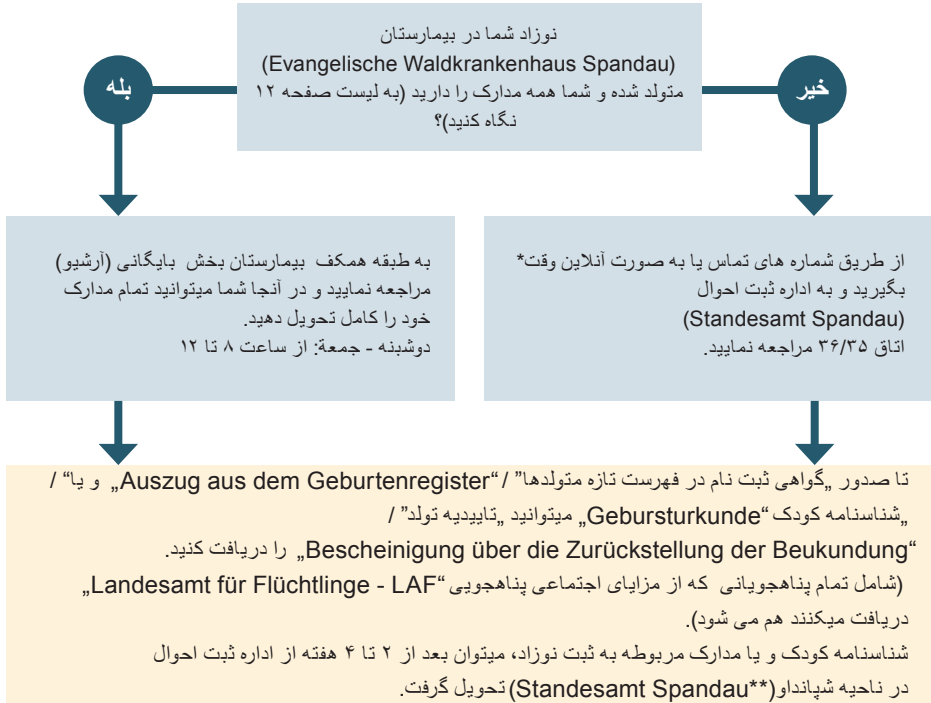 نوزاد شما در بیمارستان
(Evangelische Waldkrankenhaus Spandau)
متولد شده و شما همه مدارک را دارید (به لیست صفحه ۱۲
نگاه کنید)؟
خیر
بله
از طریق شماره های تماس یا به صورت آنلاین وقت*
بگیرید و به اداره ثبت احوال
(Standesamt Spandau)
اتاق ۳۶/۳۵ مراجعه نمایید.
به طبقه همکف بیمارستان بخش بایگانی (آرشیو)
مراجعه نمایید و در آنجا شما میتوانید تمام مدارک
خود را کامل تحویل دهید.
دوشبنه - جمعة: از ساعت ۸ تا ۱۲
تا صدور „گواهی ثبت نام در فهرست تازه متولدها“ /“Auszug aus dem Geburtenregister„ و یا“ /
„شناسنامه کودک“Gebursturkunde„ میتوانید „تاییدیه تولد“ /
“Bescheinigung über die Zurückstellung der Beukundung„ را دریافت کنید.
(شامل تمام پناهجویانی که از مزایای اجتماعی پناهجویی“Landesamt für Flüchtlinge - LAF„
دریافت میکنند هم می شود).
شناسنامه کودک و یا مدارک مربوطه به ثبت نوزاد، میتوان بعد از ۲ تا ۴ هفته از اداره ثبت احوال
در ناحیه شپانداو(Standesamt Spandau**)تحویل گرفت.